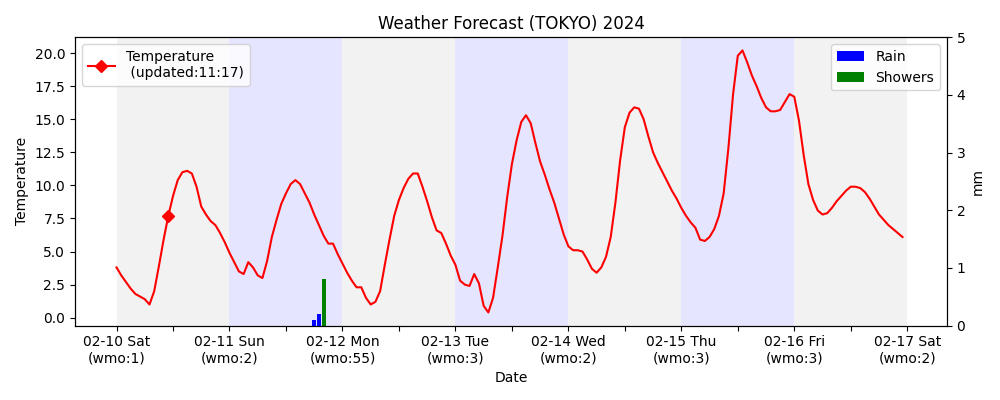 Weather Forecast (TOKYO) 2024
Temperature
(updated:11:17)
Rain
Showers
Temperature
20.0
17.5
15.0
12.5
10.0
7.5
5.0
2.5
0.0
5
4
3
2
1
0
mm
02-10 Sat
(wmo:1)
02-11 Sun
(wmo:2)
02-12 Mon
(wmo:55)
02-13 Tue
(wmo:3)
02-14 Wed
(wmo:2)
02-15 Thu
(wmo:3)
02-16 Fri
(wmo:3)
02-17 Sat
(wmo:2)
Date